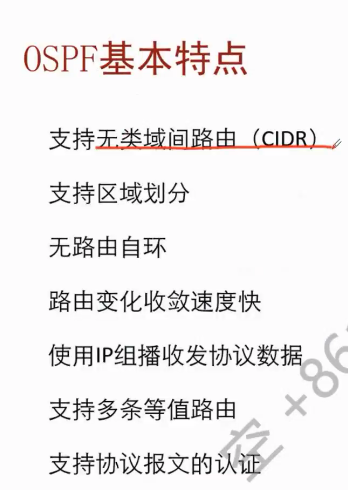 OSPF基本特点
支持无类域间路由（CIDR）
支持区域划分
无路由自环
路由变化收敛速度快
使用IP组播收发协议数据
支持多条等值路由
支持协议报文的认证
空 +86